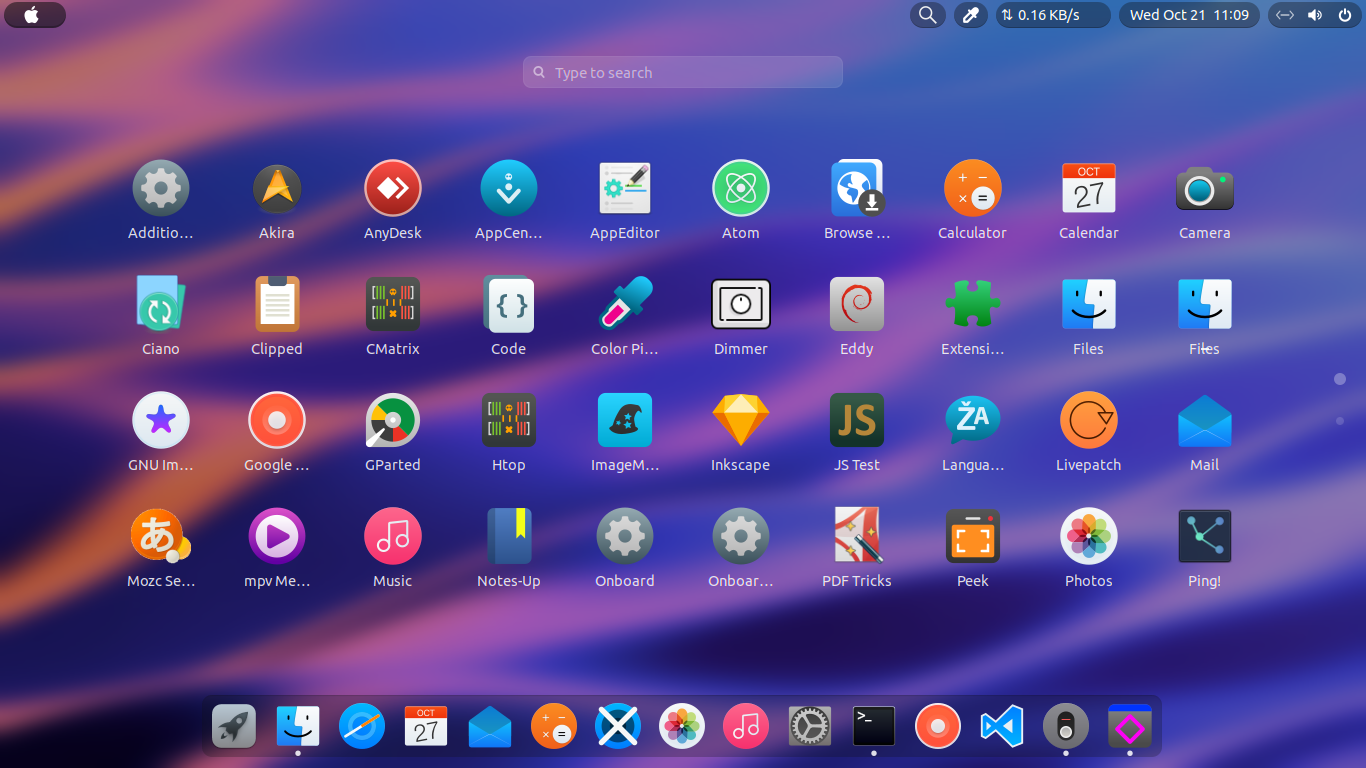 0.16 KB/s
Wed Oct 21 11:09
Type to search
OCT
27
Additio...
Akira
AnyDesk
AppCen...
AppEditor
Atom
Browse ...
Calculator
Calendar
Camera
Ciano
Clipped
CMatrix
{ }
Code
Color Pi...
Dimmer
Eddy
Extensi...
Files
Files
JS
ŽA
GNU Im...
Google ...
GParted
Htop
ImageM...
Inkscape
JS Test
Langua...
Livepatch
Mail
あ
Mozc Se...
mpv Me...
Music
Notes-Up
Onboard
Onboar...
PDF Tricks
Peek
Photos
Ping!
OCT
27
>_